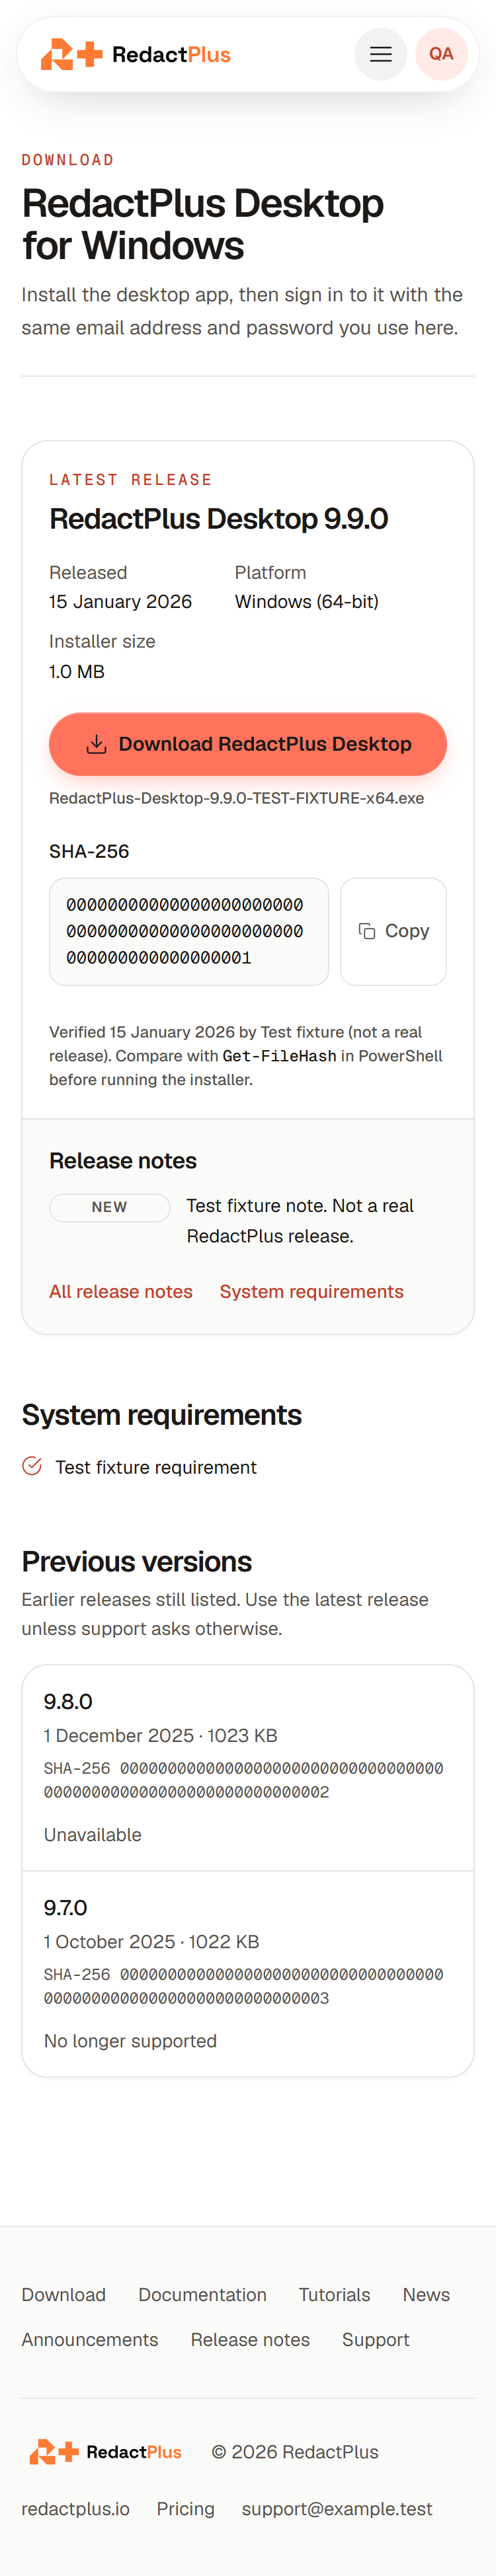 RedactPlus
QA
DOWNLOAD
RedactPlus Desktop
for Windows
Install the desktop app, then sign in to it with the
same email address and password you use here.
LATEST RELEASE
RedactPlus Desktop 9.9.0
Released
15 January 2026
Platform
Windows (64-bit)
Installer size
1.0 MB
Download RedactPlus Desktop
RedactPlus-Desktop-9.9.0-TEST-FIXTURE-x64.exe
SHA-256
00000000000000000000000
00000000000000000000000
000000000000000001
Copy
Verified 15 January 2026 by Test fixture (not a real
release). Compare with Get-FileHash in PowerShell
before running the installer.
Release notes
NEW
Test fixture note. Not a real
RedactPlus release.
All release notes
System requirements
System requirements
Test fixture requirement
Previous versions
Earlier releases still listed. Use the latest release
unless support asks otherwise.
9.8.0
1 December 2025 · 1023 KB
SHA-256 00000000000000000000000000000000000
00000000000000000000000000002
Unavailable
9.7.0
1 October 2025 · 1022 KB
SHA-256 00000000000000000000000000000000000
00000000000000000000000000003
No longer supported
Download
Documentation
Tutorials
News
Announcements
Release notes
Support
RedactPlus
© 2026 RedactPlus
redactplus.io
Pricing
support@example.test